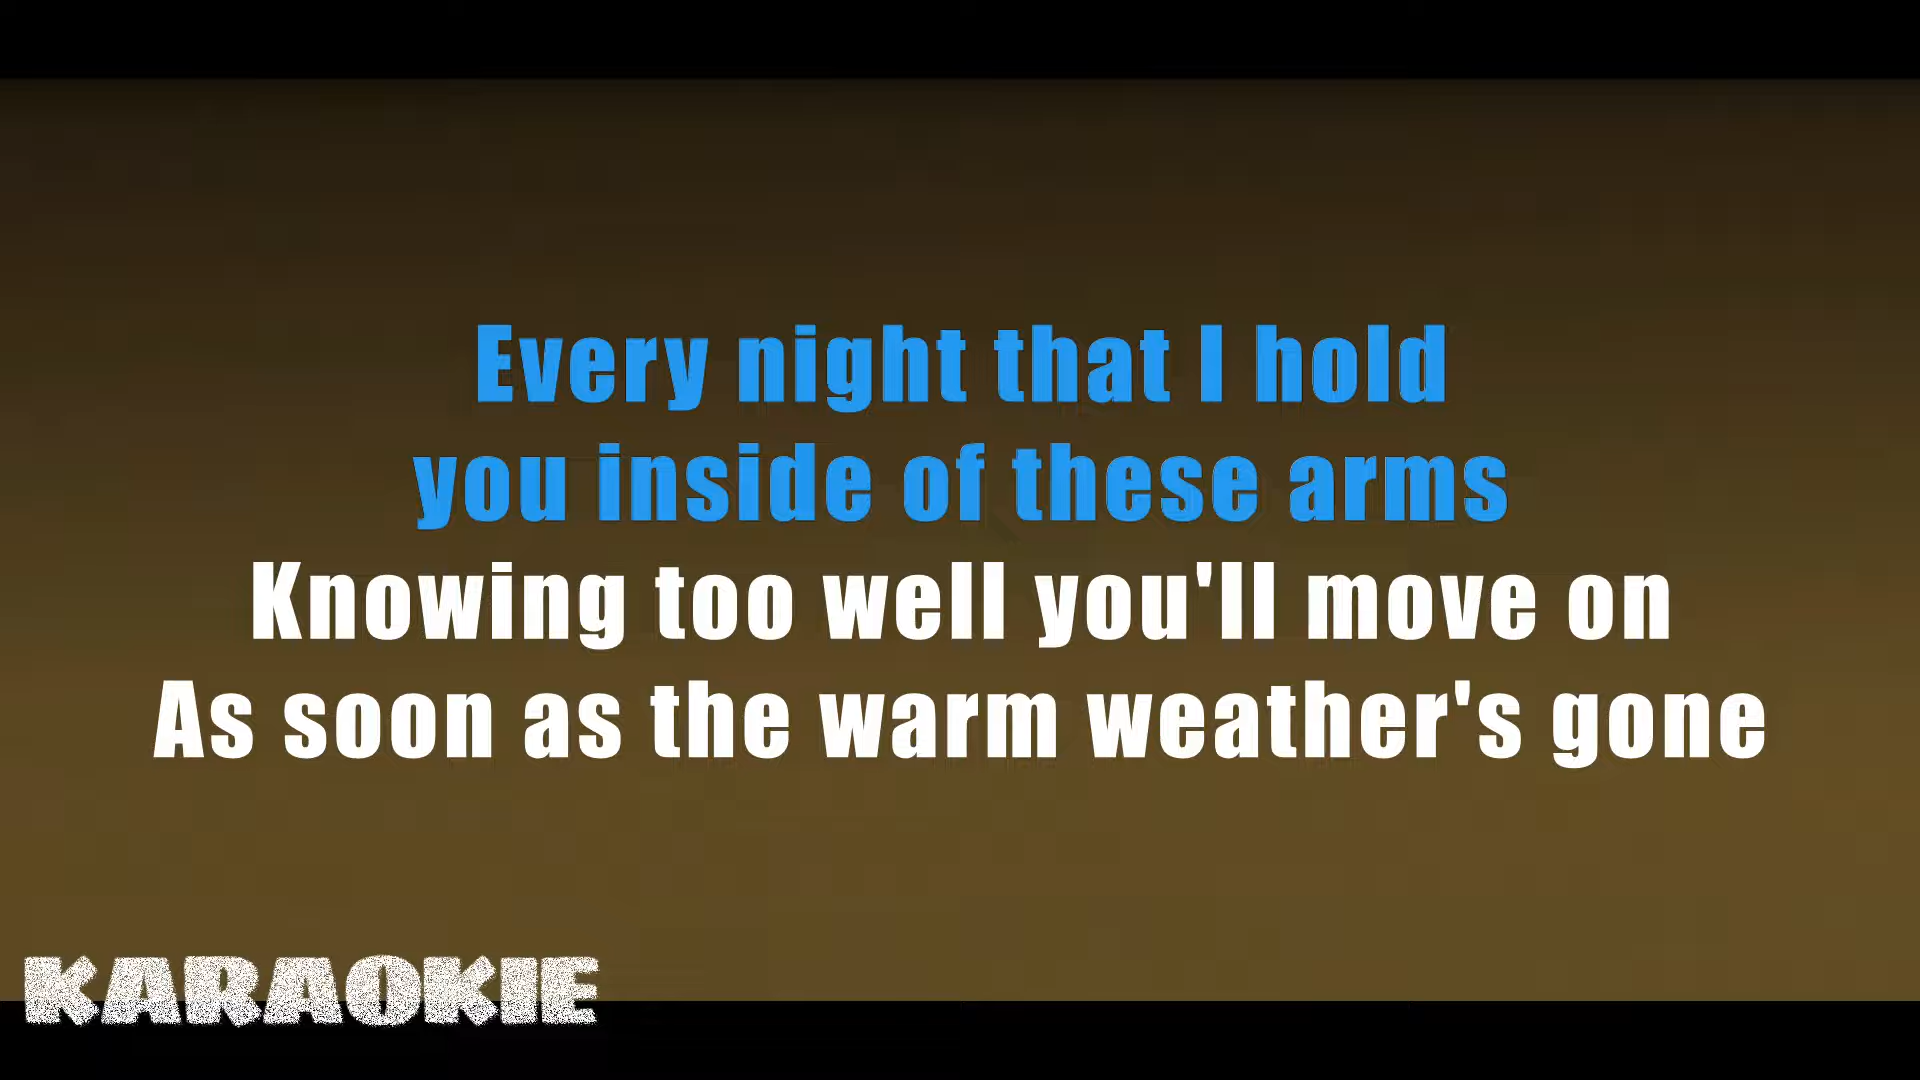 Every night that I hold
you inside of these arms
Knowing too well you'll move on
As soon as the warm weather's gone
KARAOKIE